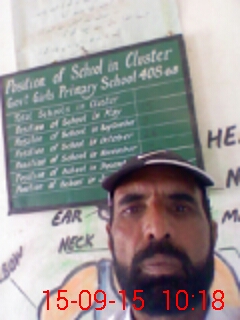 Position of School in Cluster
Govt Girls Primary School 408
Total Schools in Cluster
Position of School in May
Position of School in September
Position of School in October
Position of School in November
Position of School in
Position of School in
HE
N
EAR
NECK
M
15-09-15 10:18